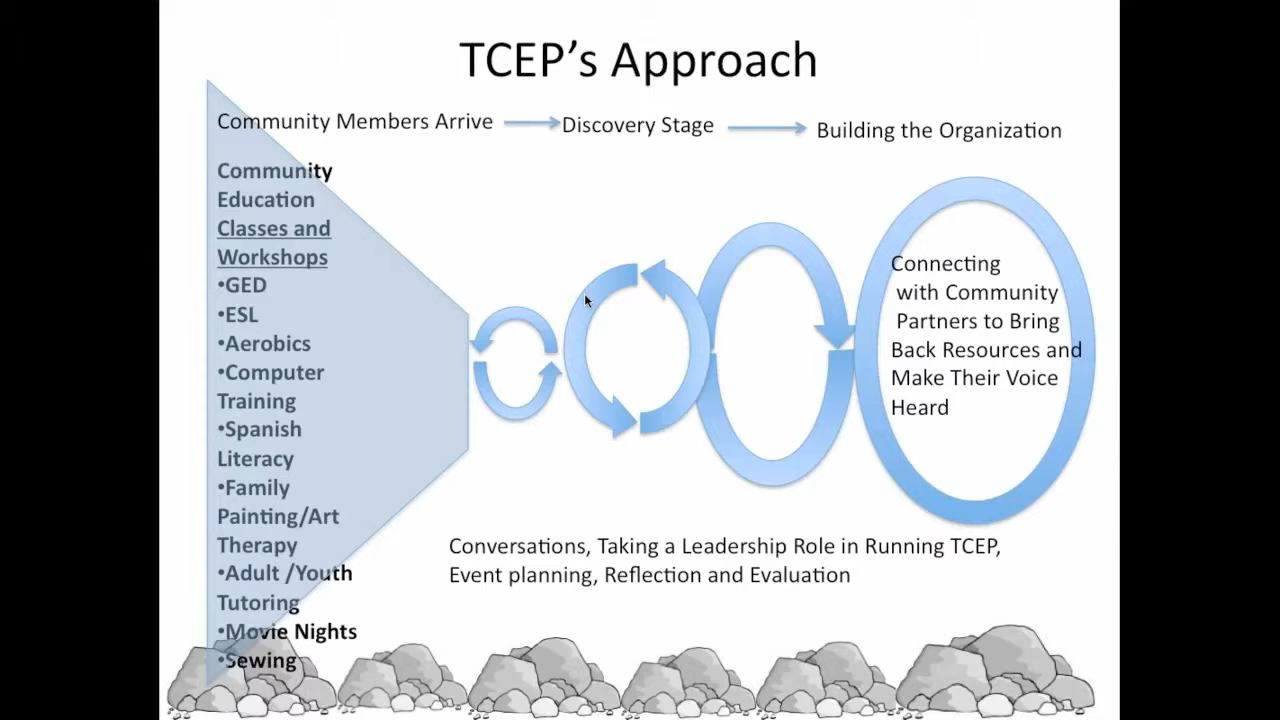 TCEP’s Approach
Community Members Arrive
Discovery Stage
Building the Organization
Community
Education
Classes and
Workshops
•GED
•ESL
•Aerobics
•Computer
Training
•Spanish
Literacy
•Family
Painting/Art
Therapy
•Adult /Youth
Tutoring
•Movie Nights
•Sewing
Connecting
with Community
Partners to Bring
Back Resources and
Make Their Voice
Heard
Conversations, Taking a Leadership Role in Running TCEP,
Event planning, Reflection and Evaluation